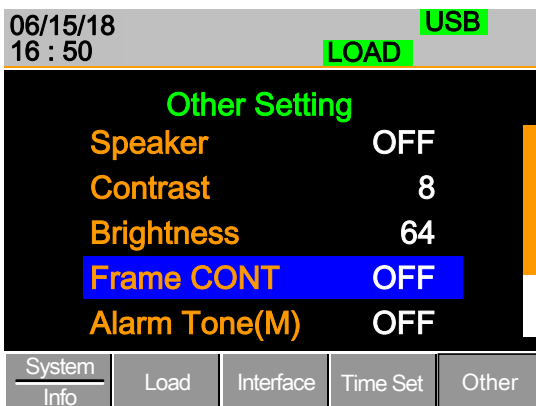 06/15/18
USB
16 : 50
LOAD
Other Setting
Speaker OFF
Contrast 8
Brightness 64
Frame CONT OFF
Alarm Tone(M) OFF
System
Info
Load
Interface
Time Set
Other